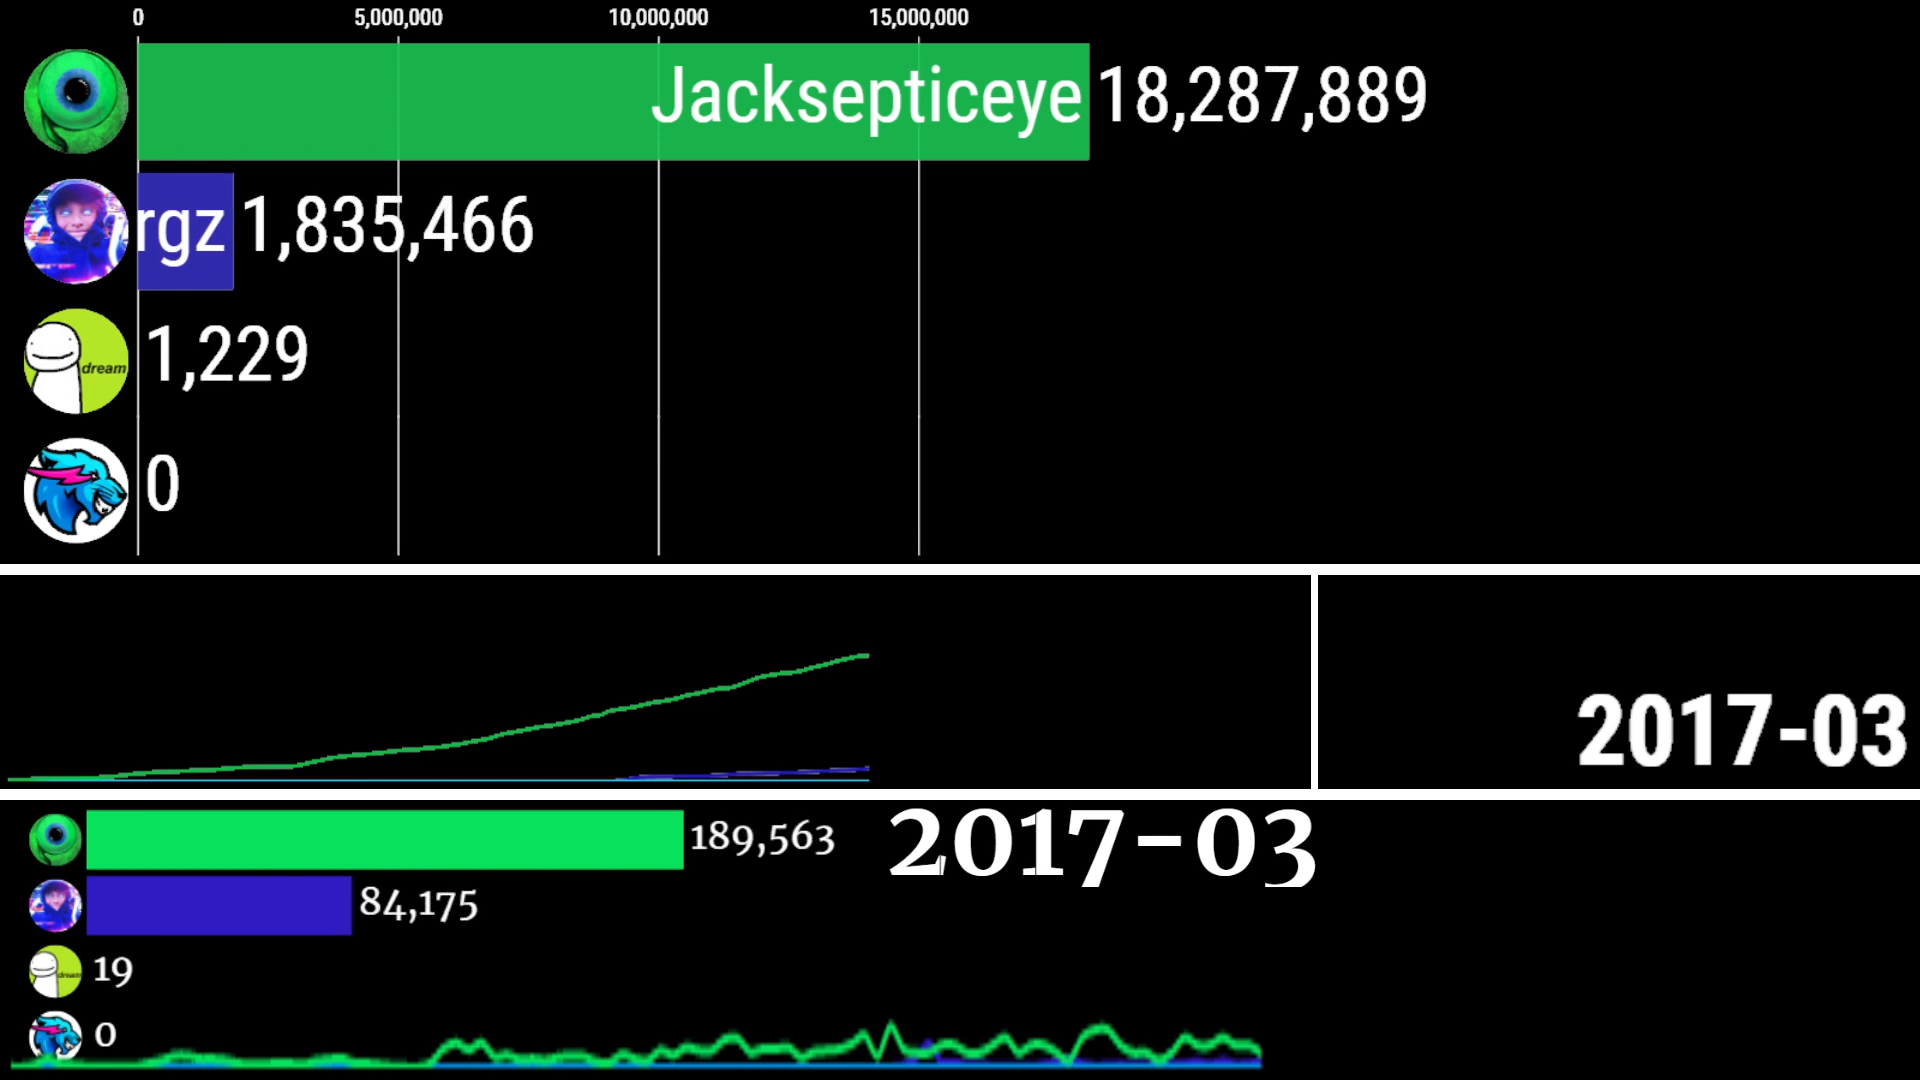 0 5,000,000 10,000,000 15,000,000
Jacksepticeye 18,287,889
rgz 1,835,466
dream 1,229
0
2017-03
189,563 2017-03
84,175
dream 19
0